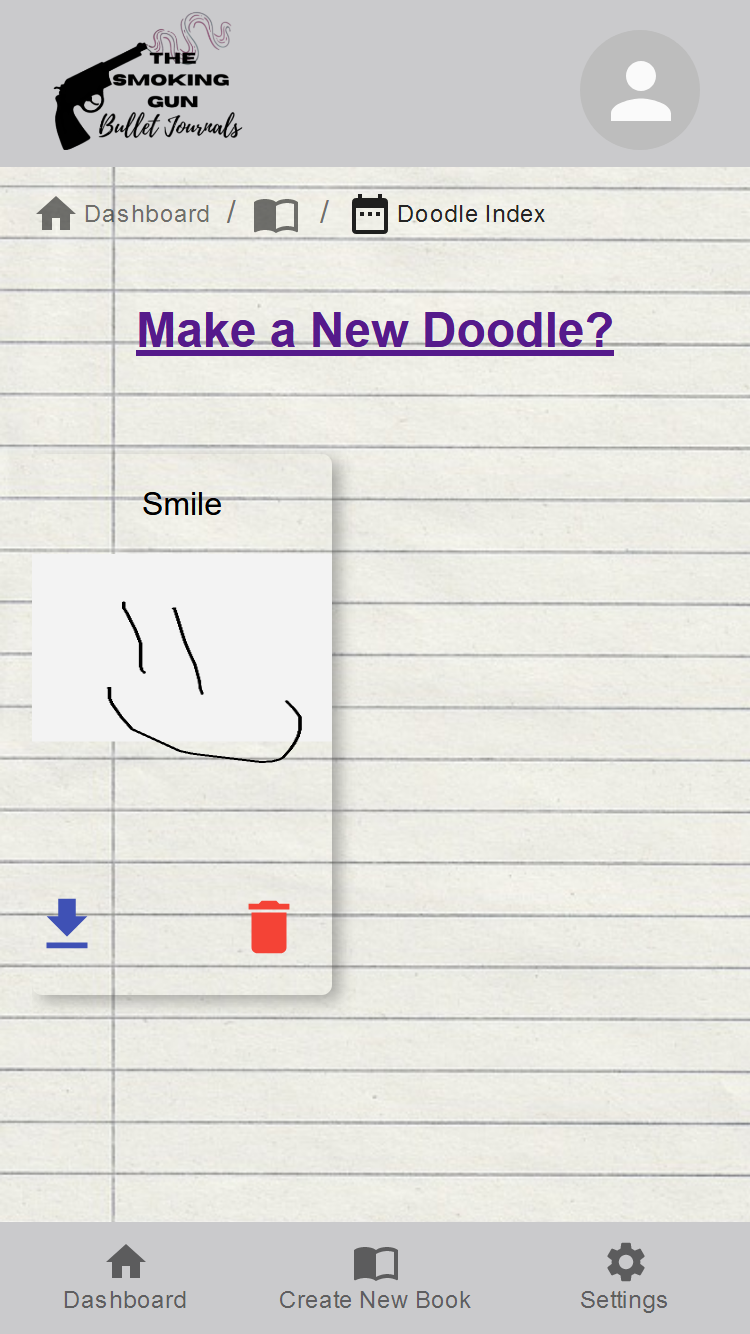 THE
SMOKING
GUN
Bullet Journals
Dashboard / / Doodle Index
Make a New Doodle?
Smile
Dashboard Create New Book Settings